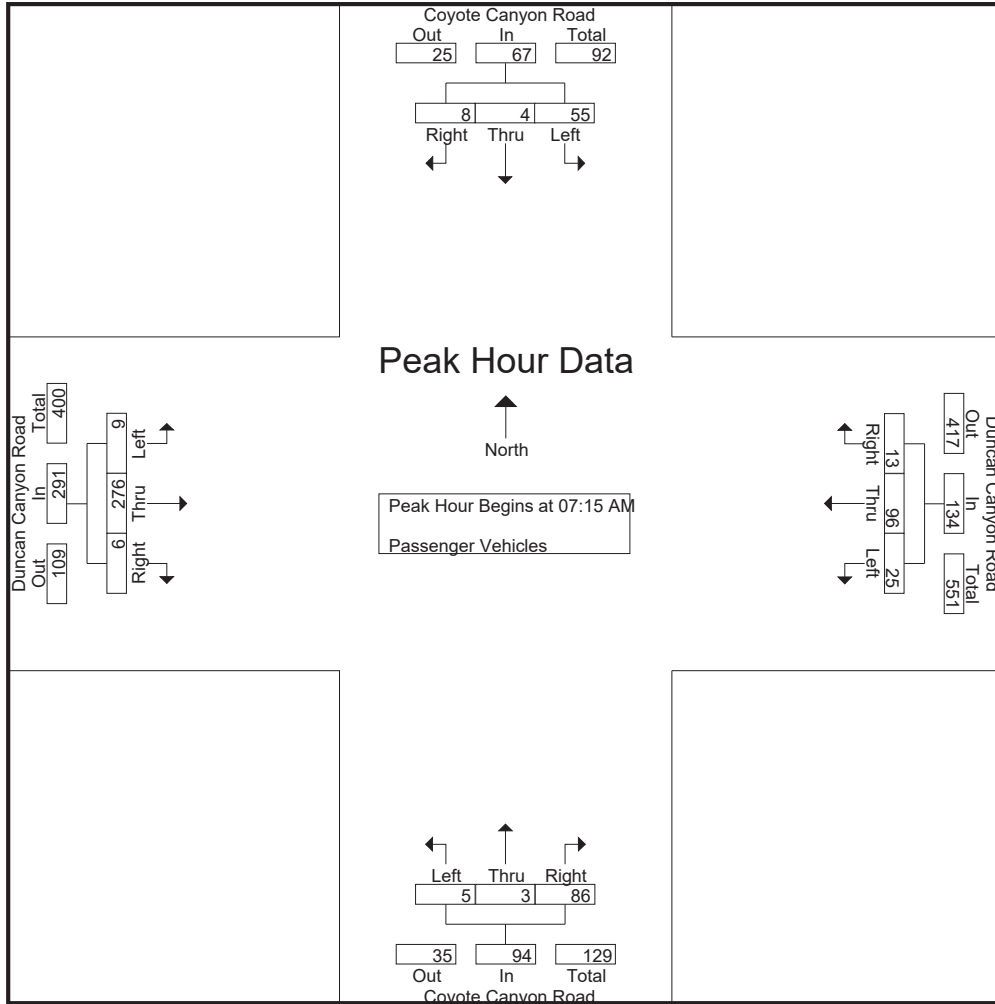 Coyote Canyon Road
Out In Total
25 67 92
8 4 55
Right Thru Left
Peak Hour Data
North
Peak Hour Begins at 07:15 AM
Passenger Vehicles
Duncan Canyon Road
Out In Total
109 291 400
9 276 6
Left Thru Right
Duncan Canyon Road
Out In Total
417 134 551
13 96 25
Right Thru Left
Left Thru Right
5 3 86
35 94 129
Out In Total
Coyote Canyon Road